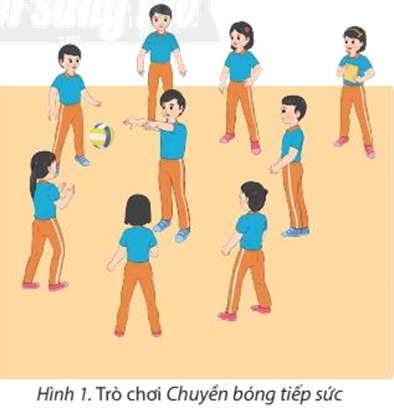 Hình 1. Trò chơi Chuyền bóng tiếp sức